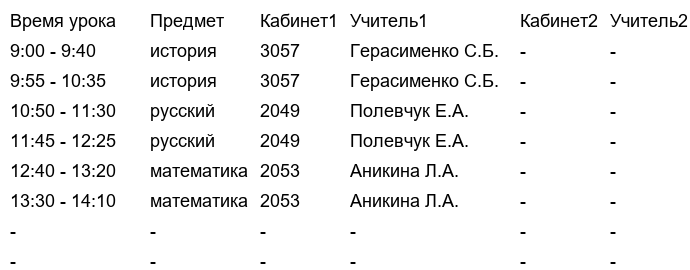 Время урока Предмет Кабинет1 Учитель1 Кабинет2 Учитель2
9:00 - 9:40 история 3057 Герасименко С.Б. - -
9:55 - 10:35 история 3057 Герасименко С.Б. - -
10:50 - 11:30 русский 2049 Полевчук Е.А. - -
11:45 - 12:25 русский 2049 Полевчук Е.А. - -
12:40 - 13:20 математика 2053 Аникина Л.А. - -
13:30 - 14:10 математика 2053 Аникина Л.А. - -
- - - - - -
- - - - - -